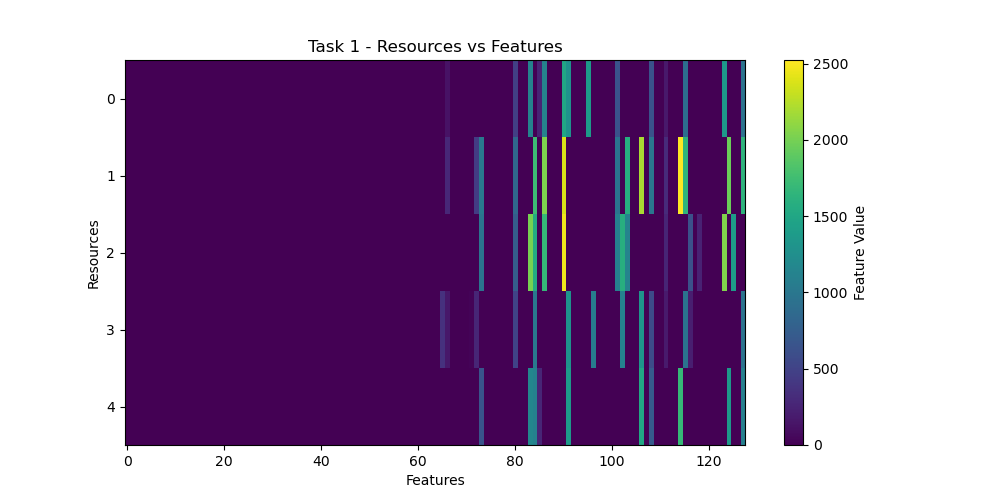 Task 1 - Resources vs Features
0
1
2
3
4
Resources
0 20 40 60 80 100 120
Features
2500
2000
1500
1000
500
0
Feature Value